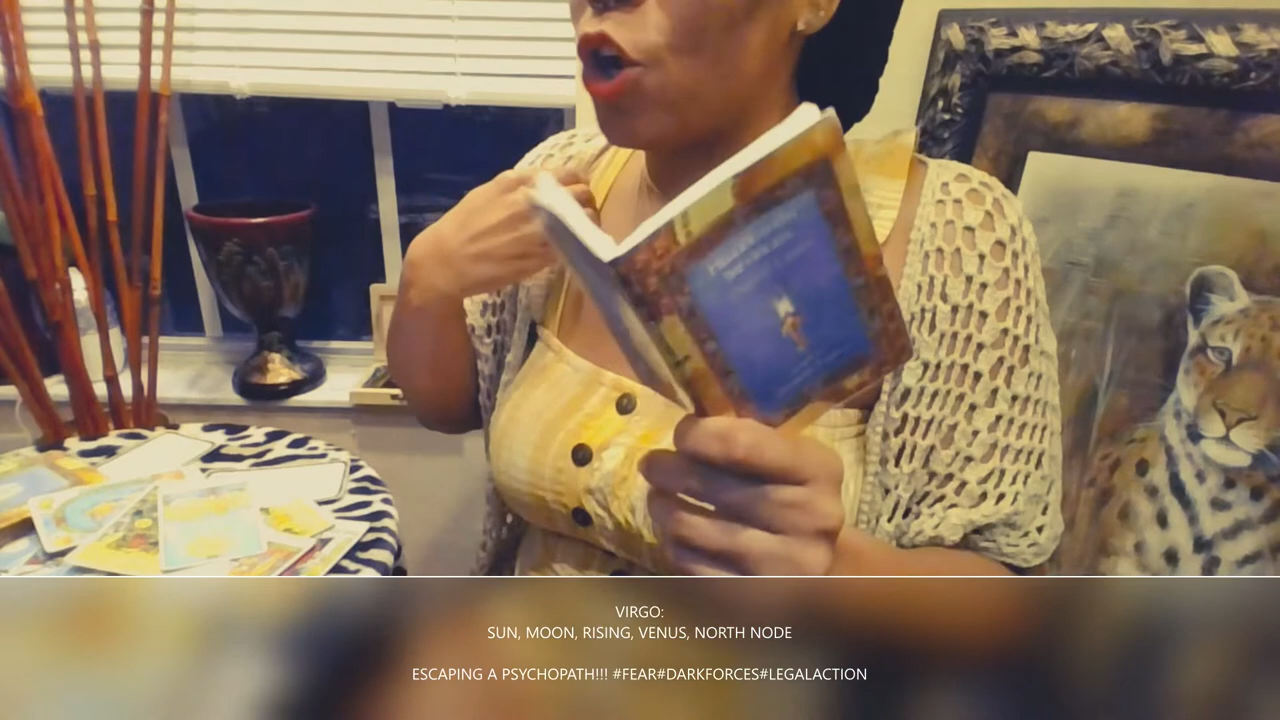 VIRGO:
SUN, MOON, RISING, VENUS, NORTH NODE
ESCAPING A PSYCHOPATH!!! #FEAR#DARKFORCES#LEGALACTION